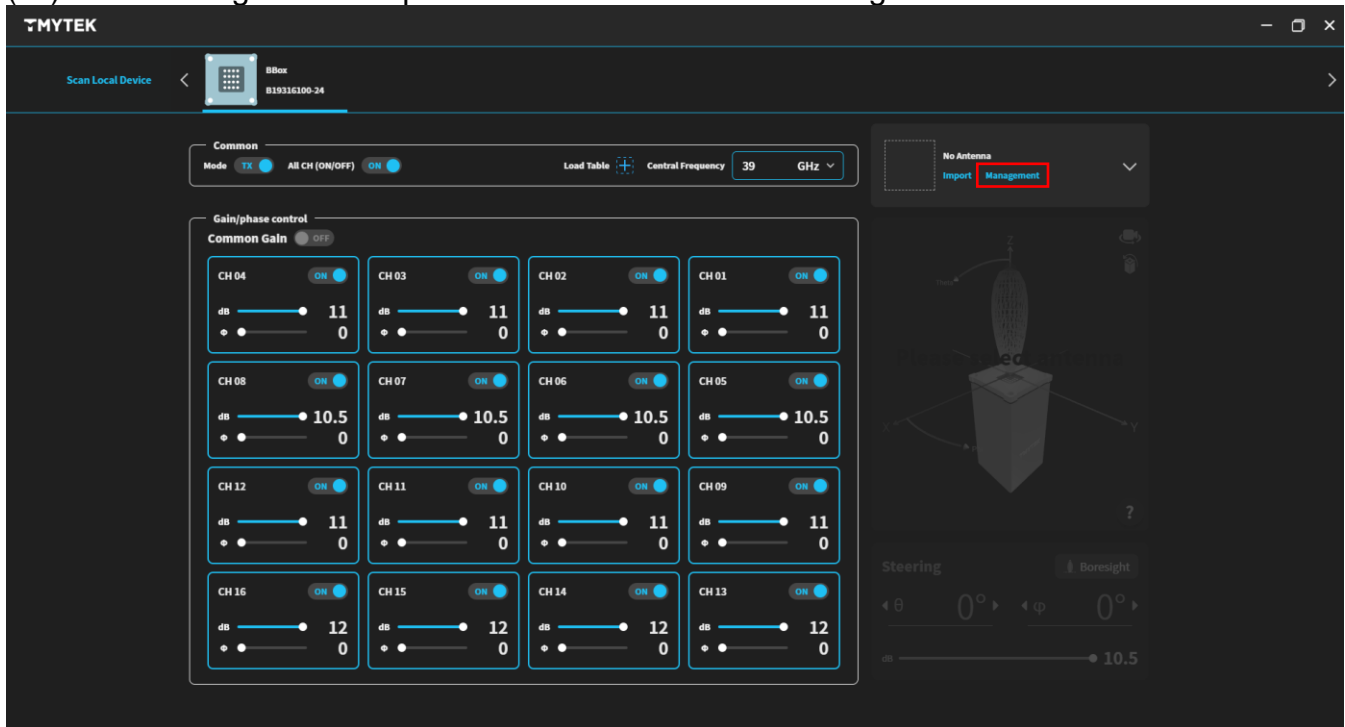 TMYTEK
Scan Local Device
BBox
B19316100-24
Common
Mode TX All CH (ON/OFF) ON Load Table Central Frequency 39 GHz
No Antenna
Import Management
Gain/phase control
Common Gain OFF
CH 04 ON CH 03 ON CH 02 ON CH 01 ON
dB 11 dB 11 dB 11 dB 11
Φ 0 Φ 0 Φ 0 Φ 0
CH 08 ON CH 07 ON CH 06 ON CH 05 ON
dB 10.5 dB 10.5 dB 10.5 dB 10.5
Φ 0 Φ 0 Φ 0 Φ 0
CH 12 ON CH 11 ON CH 10 ON CH 09 ON
dB 11 dB 11 dB 11 dB 11
Φ 0 Φ 0 Φ 0 Φ 0
CH 16 ON CH 15 ON CH 14 ON CH 13 ON
dB 12 dB 12 dB 12 dB 12
Φ 0 Φ 0 Φ 0 Φ 0
Z
Theta
Please select antenna
X
Y
?
Steering Boresight
θ 0° φ 0°
dB 10.5